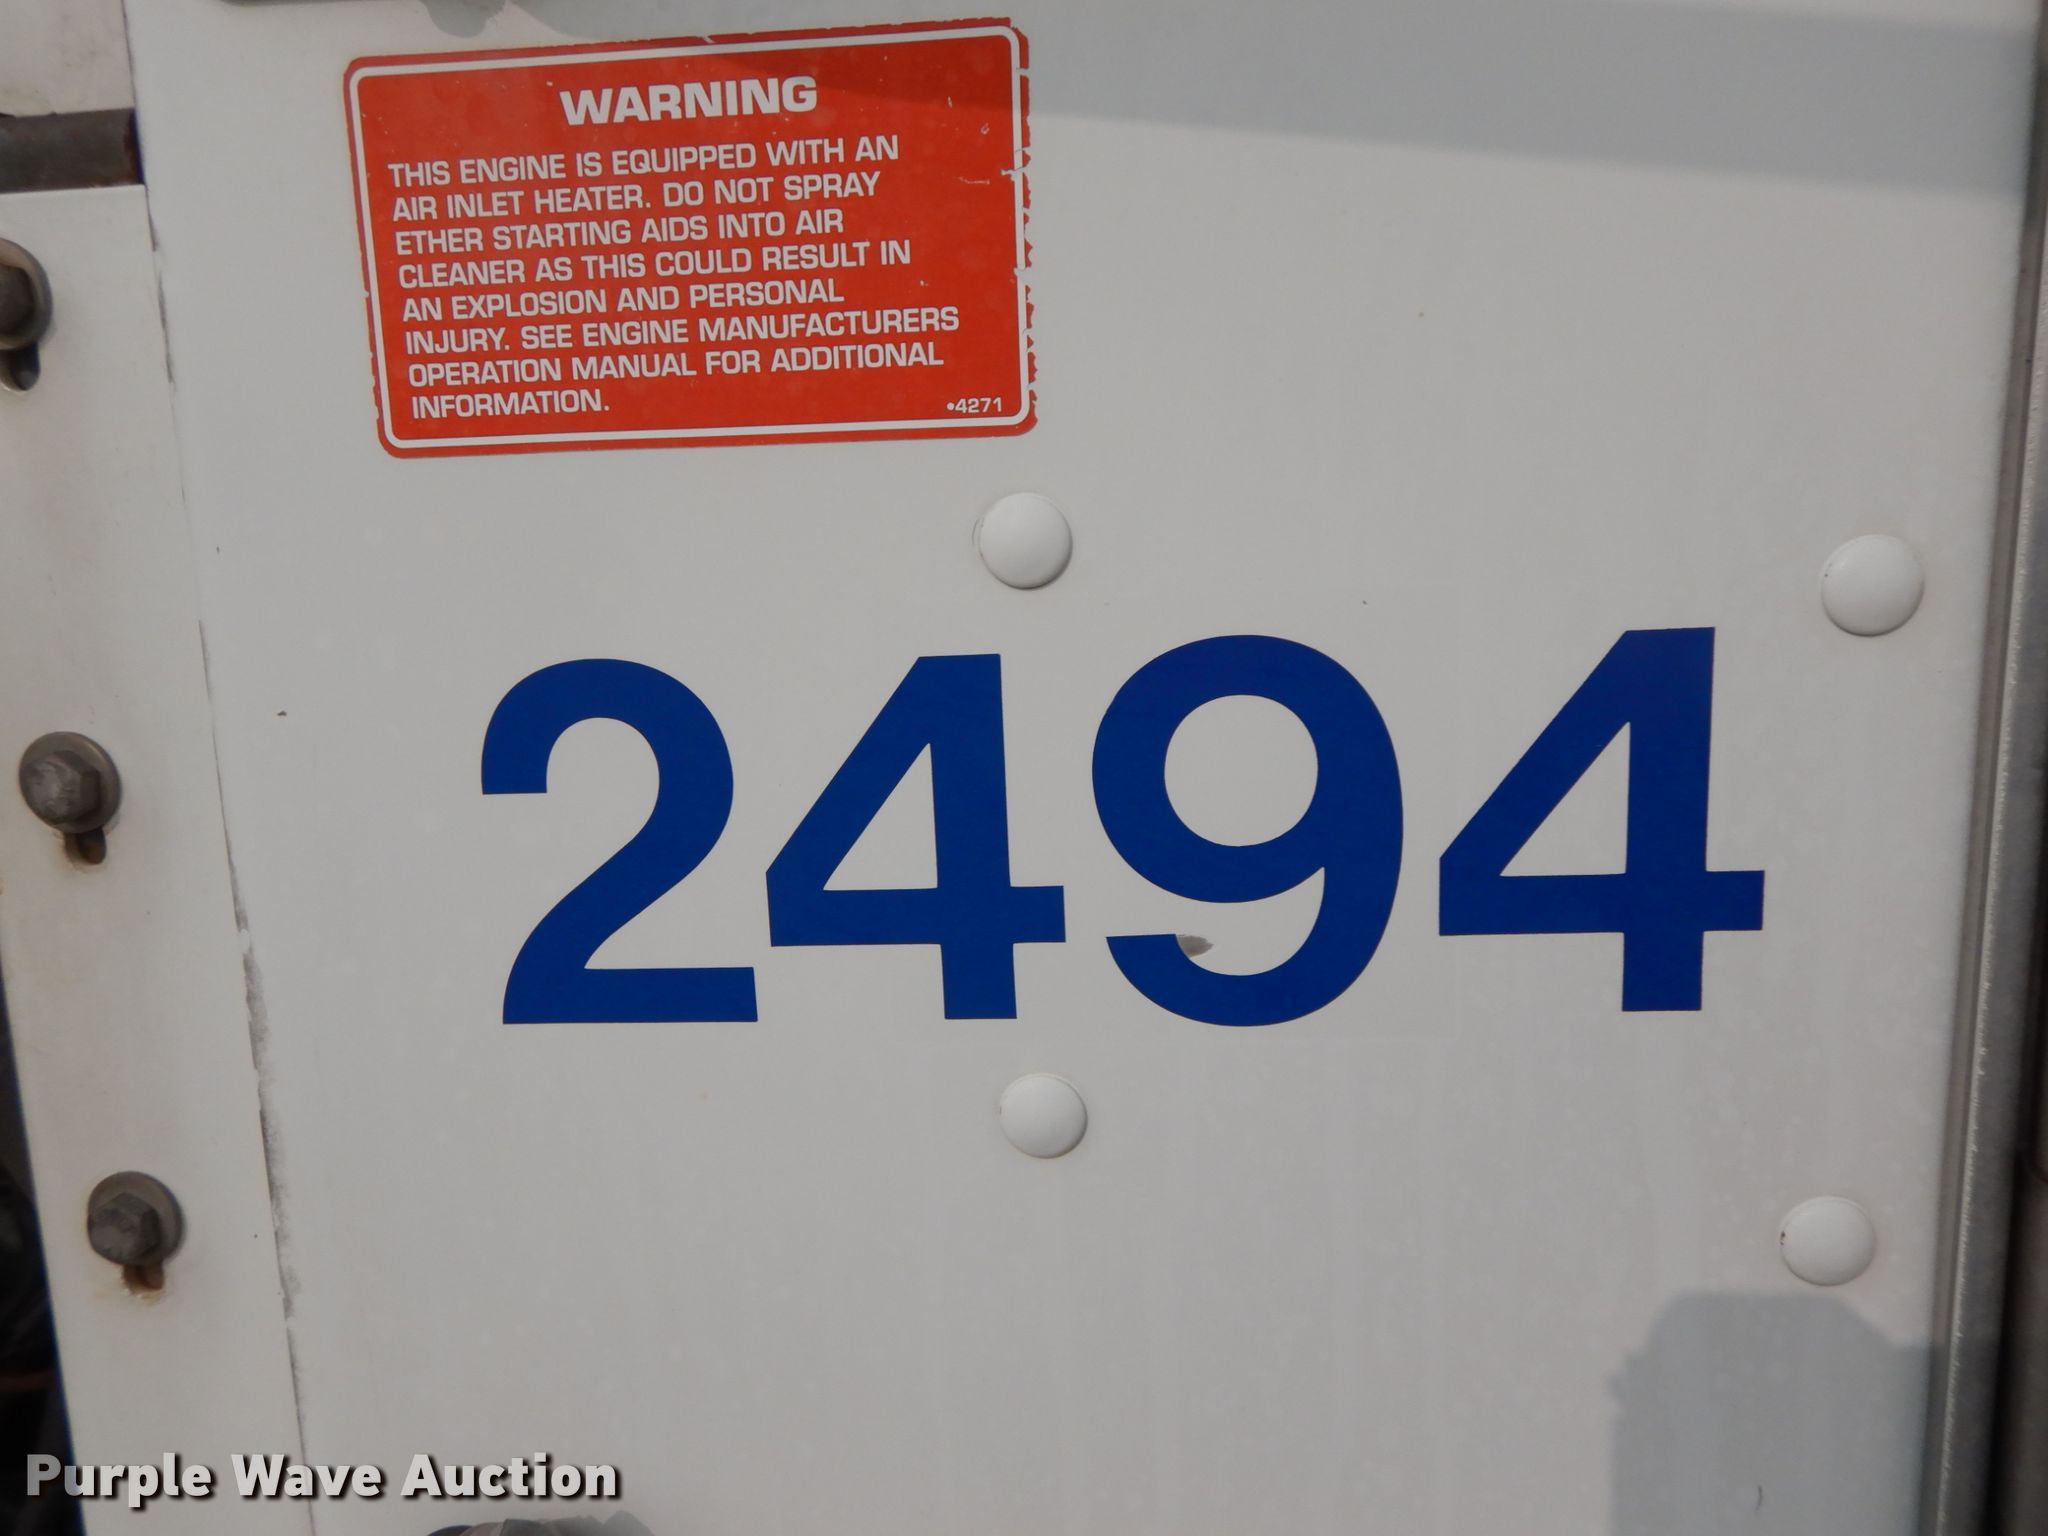 WARNING
THIS ENGINE IS EQUIPPED WITH AN
AIR INLET HEATER. DO NOT SPRAY
ETHER STARTING AIDS INTO AIR
CLEANER AS THIS COULD RESULT IN
AN EXPLOSION AND PERSONAL
INJURY. SEE ENGINE MANUFACTURERS
OPERATION MANUAL FOR ADDITIONAL
INFORMATION.
•4271
2494
Purple Wave Auction